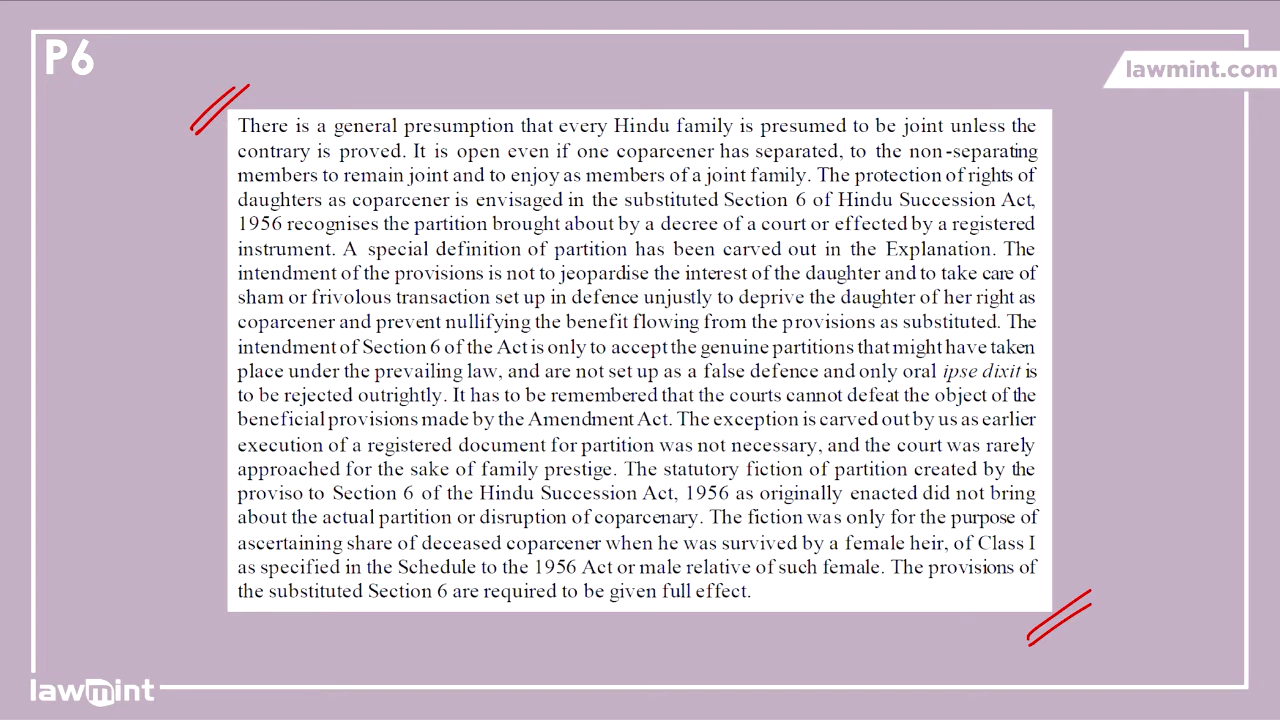 P6
lawmint.com
There is a general presumption that every Hindu family is presumed to be joint unless the
contrary is proved. It is open even if one coparcener has separated, to the non-separating
members to remain joint and to enjoy as members of a joint family. The protection of rights of
daughters as coparcener is envisaged in the substituted Section 6 of Hindu Succession Act,
1956 recognises the partition brought about by a decree of a court or effected by a registered
instrument. A special definition of partition has been carved out in the Explanation. The
intendment of the provisions is not to jeopardise the interest of the daughter and to take care of
sham or frivolous transaction set up in defence unjustly to deprive the daughter of her right as
coparcener and prevent nullifying the benefit flowing from the provisions as substituted. The
intendment of Section 6 of the Act is only to accept the genuine partitions that might have taken
place under the prevailing law, and are not set up as a false defence and only oral ipse dixit is
to be rejected outrightly. It has to be remembered that the courts cannot defeat the object of the
beneficial provisions made by the Amendment Act. The exception is carved out by us as earlier
execution of a registered document for partition was not necessary, and the court was rarely
approached for the sake of family prestige. The statutory fiction of partition created by the
proviso to Section 6 of the Hindu Succession Act, 1956 as originally enacted did not bring
about the actual partition or disruption of coparcenary. The fiction was only for the purpose of
ascertaining share of deceased coparcener when he was survived by a female heir, of Class I
as specified in the Schedule to the 1956 Act or male relative of such female. The provisions of
the substituted Section 6 are required to be given full effect.
lawmint